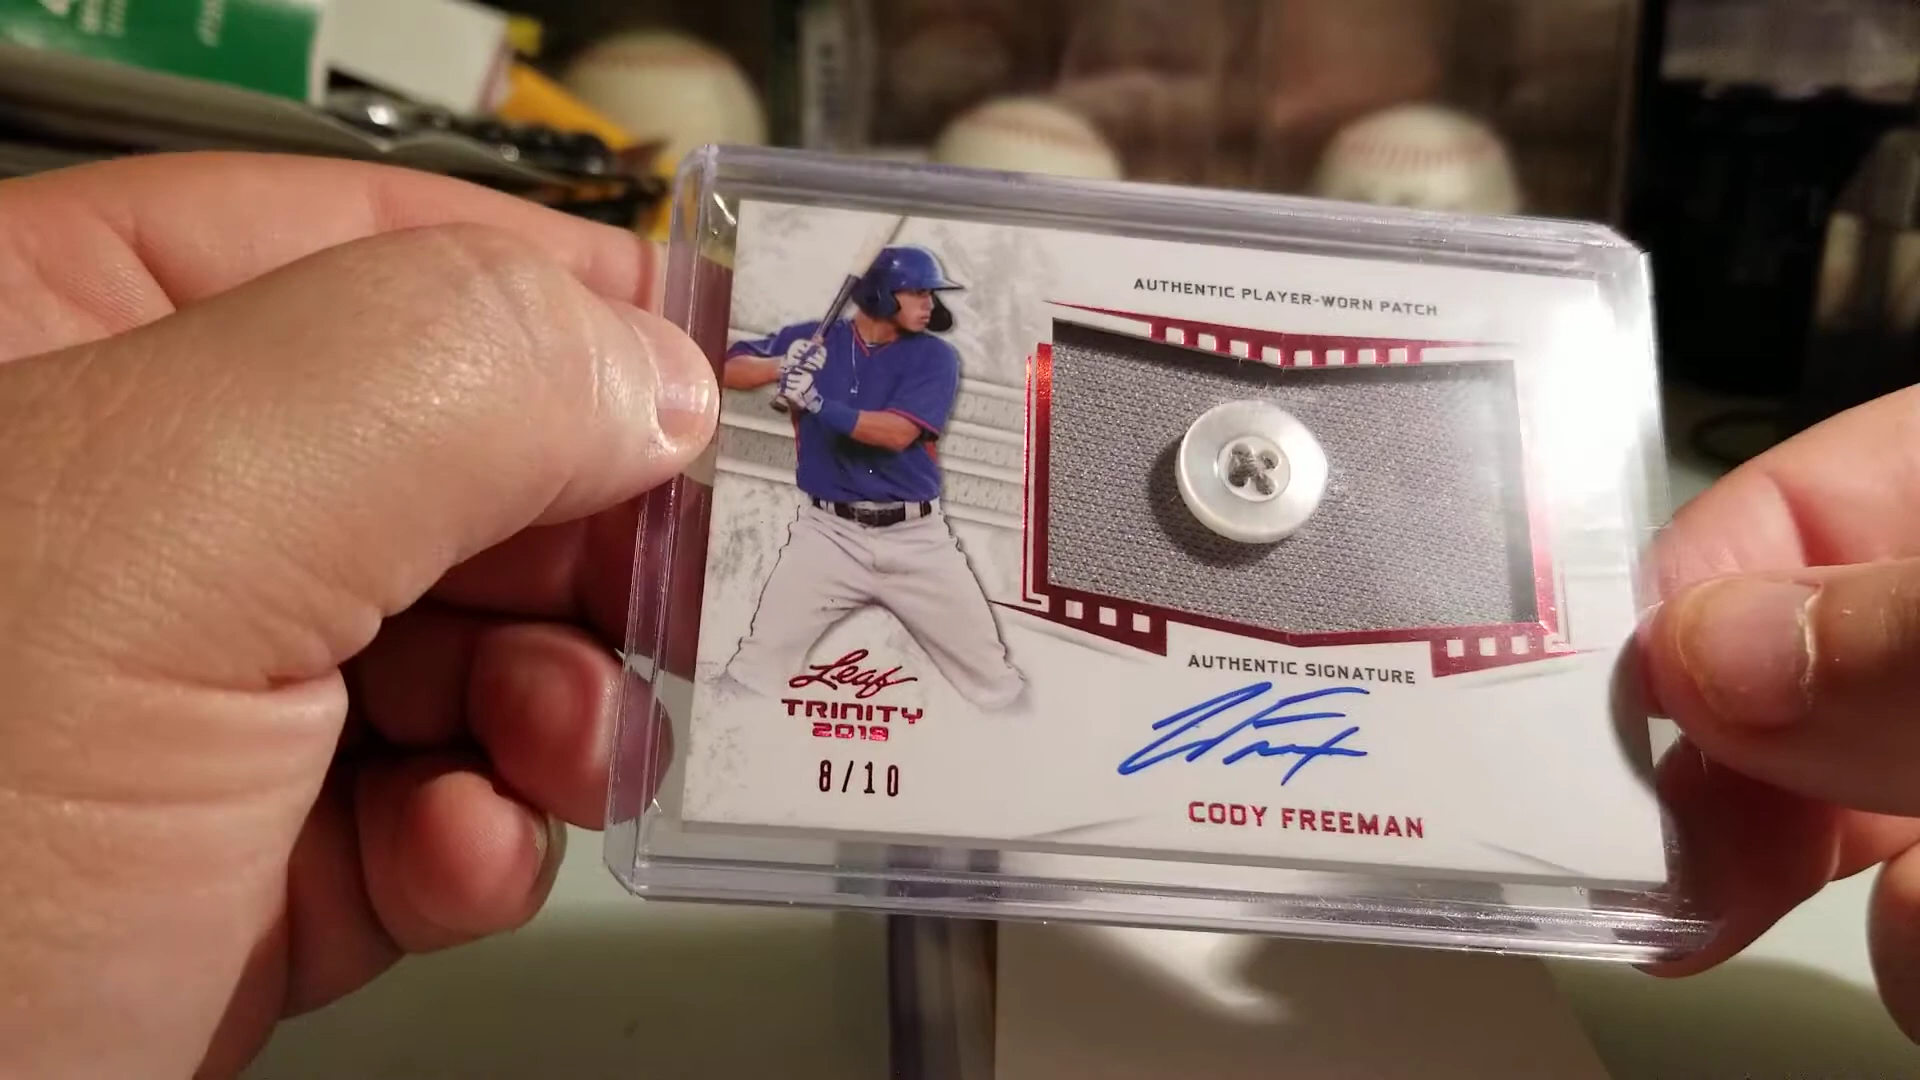 AUTHENTIC PLAYER-WORN PATCH
AUTHENTIC SIGNATURE
Leaf
TRINITY
2019
8/10
CODY FREEMAN